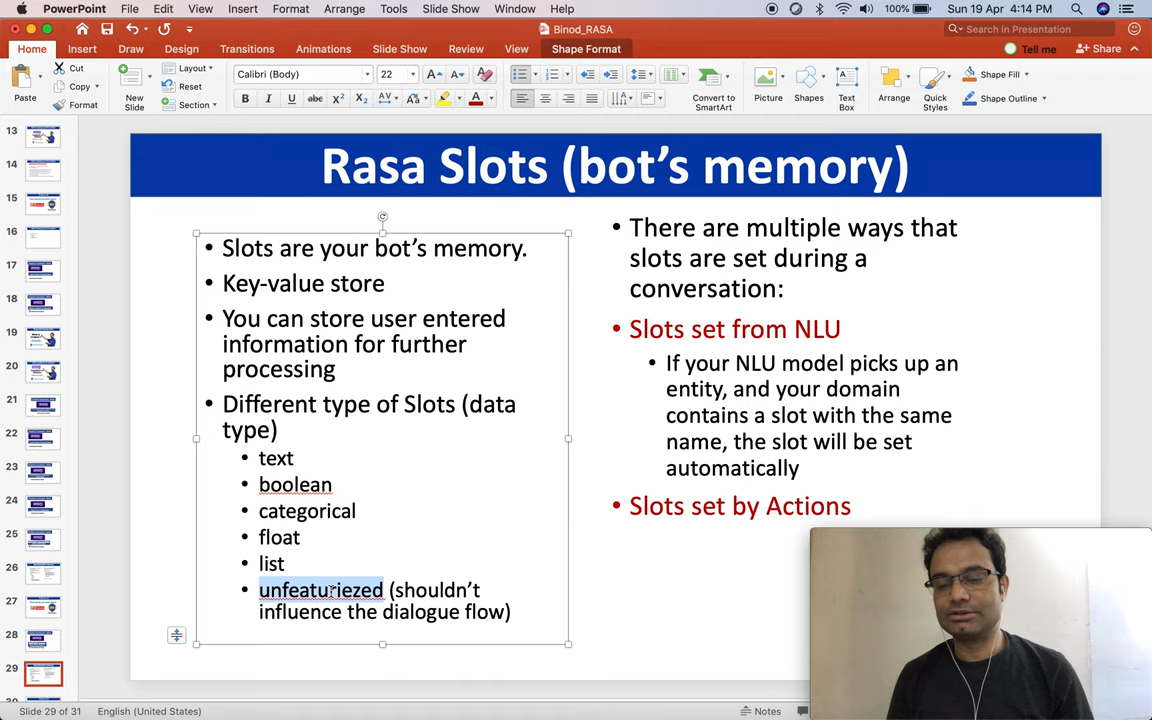 PowerPoint File Edit View Insert Format Arrange Tools Slide Show Window Help 100% Sun 19 Apr 4:14 PM
Binod_RASA
Search in Presentation
Home Insert Draw Design Transitions Animations Slide Show Review View Shape Format Tell me Share
Paste
Cut
Copy
Format
New Slide
Layout
Reset
Section
Calibri (Body) 22
Convert to SmartArt
Picture
Shapes
Text Box
Arrange
Quick Styles
Shape Fill
Shape Outline
13
14
15
16
17
18
19
20
21
22
23
24
25
26
27
28
29
Rasa Slots (bot’s memory)
• Slots are your bot’s memory.
• Key-value store
• You can store user entered
information for further
processing
• Different type of Slots (data
type)
• text
• boolean
• categorical
• float
• list
• unfeaturiezed (shouldn’t
influence the dialogue flow)
• There are multiple ways that
slots are set during a
conversation:
• Slots set from NLU
• If your NLU model picks up an
entity, and your domain
contains a slot with the same
name, the slot will be set
automatically
• Slots set by Actions
Slide 29 of 31 English (United States) Notes